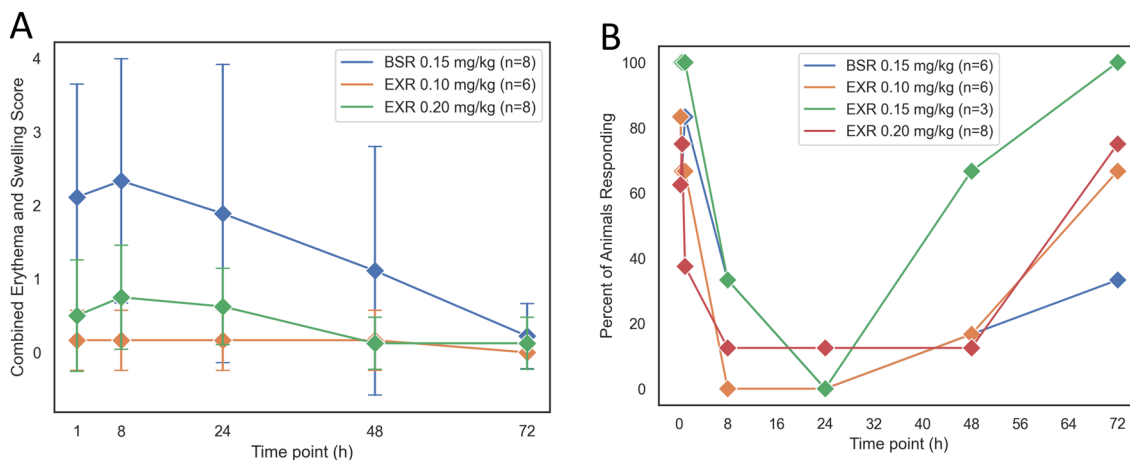 A
Combined Erythema and Swelling Score
4
3
2
1
0
BSR 0.15 mg/kg (n=8)
EXR 0.10 mg/kg (n=6)
EXR 0.20 mg/kg (n=8)
1 8 24 48 72
Time point (h)
B
Percent of Animals Responding
100
80
60
40
20
0
BSR 0.15 mg/kg (n=6)
EXR 0.10 mg/kg (n=6)
EXR 0.15 mg/kg (n=3)
EXR 0.20 mg/kg (n=8)
0 8 16 24 32 40 48 56 64 72
Time point (h)